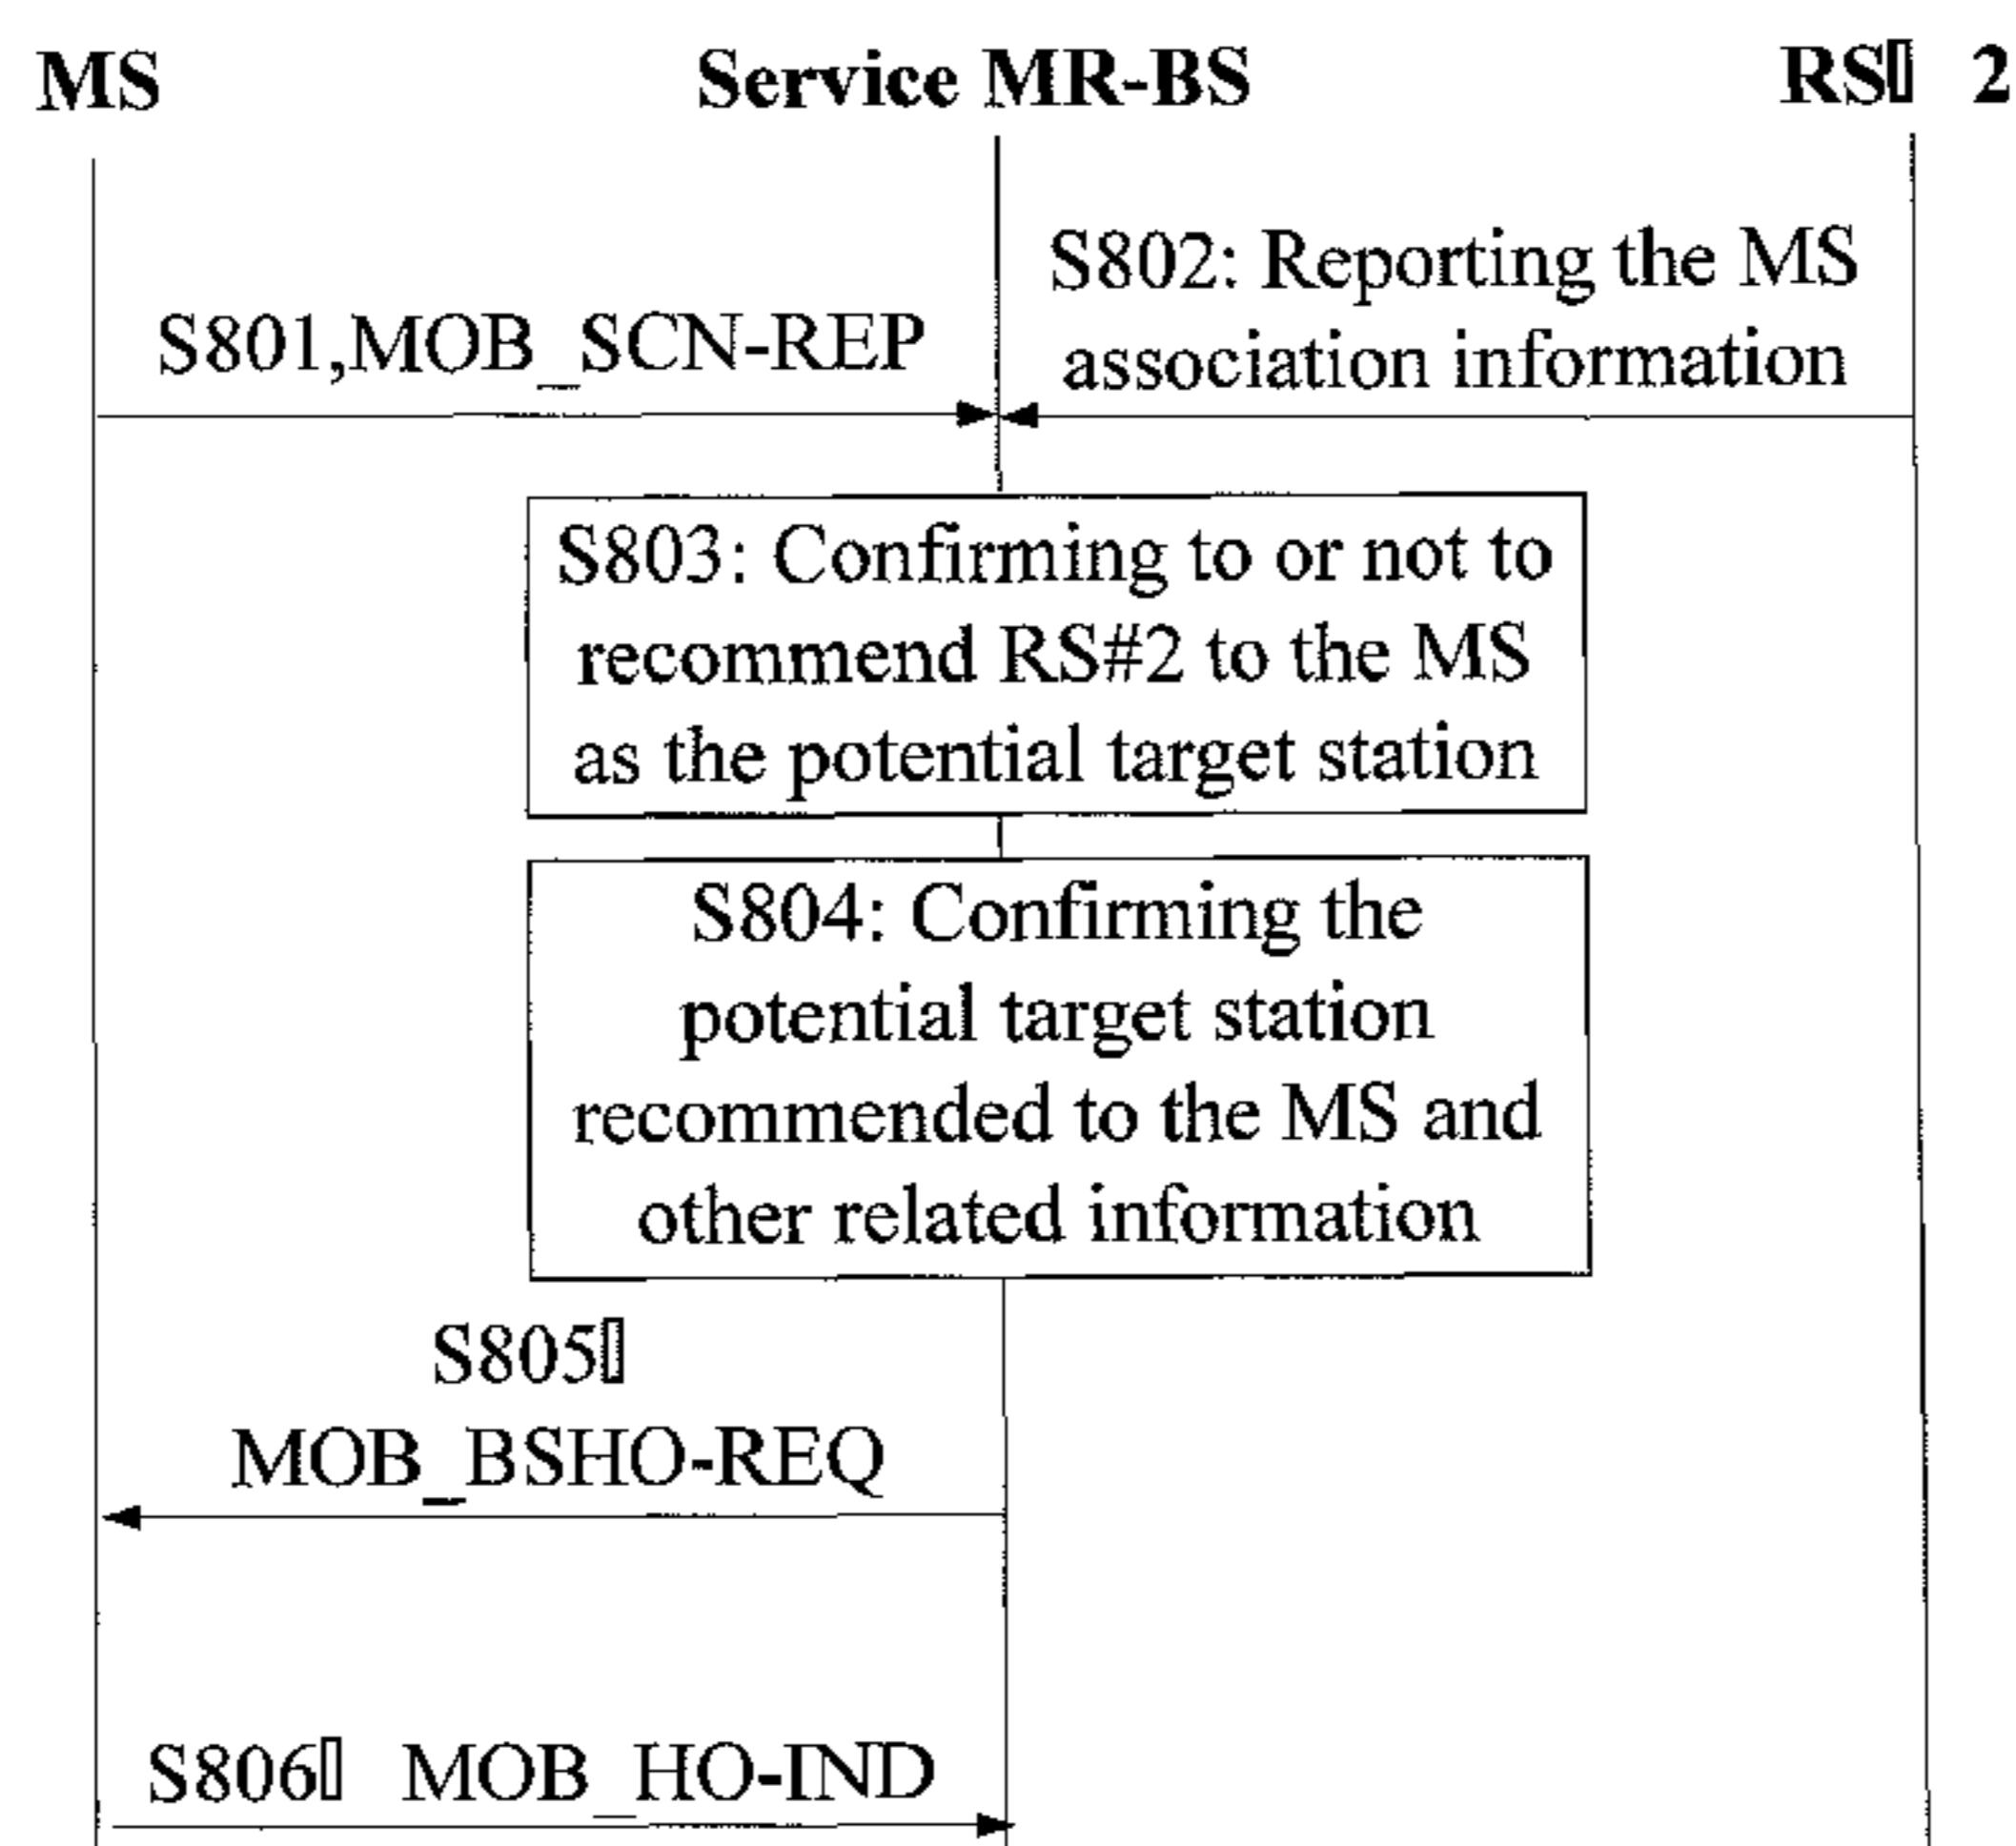 MS
Service MR-BS
RS▯ 2
S802: Reporting the MS
association information
S801,MOB_SCN-REP
S803: Confirming to or not to
recommend RS#2 to the MS
as the potential target station
S804: Confirming the
potential target station
recommended to the MS and
other related information
S805▯
MOB_BSHO-REQ
S806▯ MOB_HO-IND